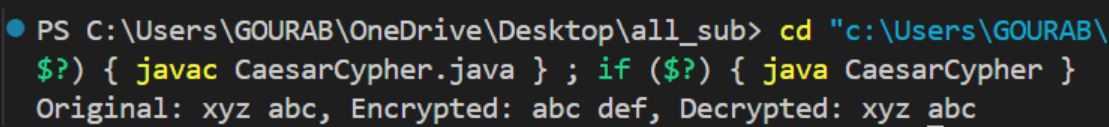 PS C:\Users\GOURAB\OneDrive\Desktop\all_sub> cd "c:\Users\GOURAB\
$?) { javac CaesarCypher.java } ; if ($?) { java CaesarCypher }
Original: xyz abc, Encrypted: abc def, Decrypted: xyz abc